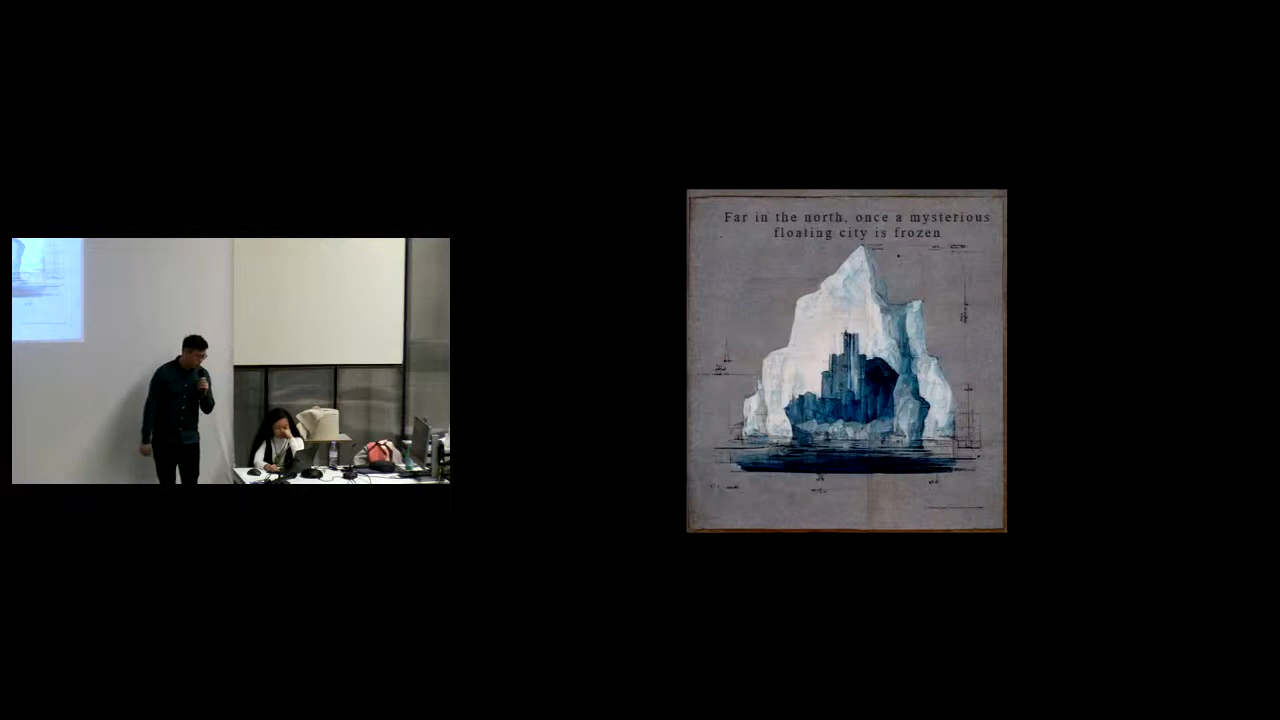 Far in the north, once a mysterious
floating city is frozen